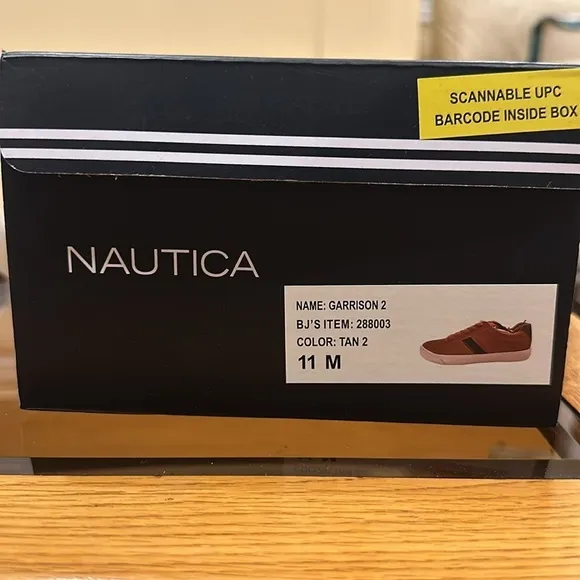 SCANNABLE UPC
BARCODE INSIDE BOX
NAUTICA
NAME: GARRISON 2
BJ'S ITEM: 288003
COLOR: TAN 2
11 M